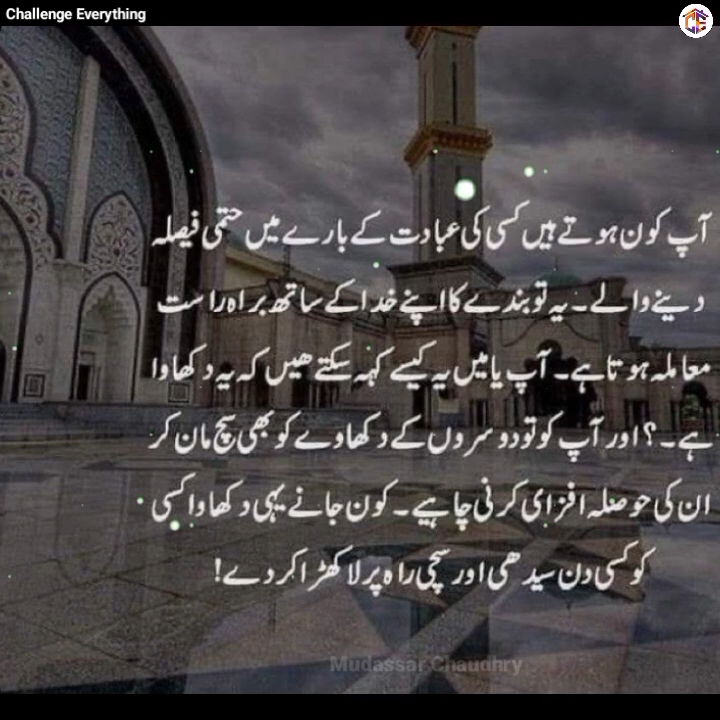 Challenge Everything
آپ کون ہوتے ہیں کسی کی عبادت کے بارے میں حتمی فیصلہ
دینے والے۔ یہ تو بندے کا اپنے خدا کے ساتھ براہ راست
معاملہ ہوتا ہے۔ آپ یا میں یہ کیسے کہہ سکتے ھیں کہ یہ دکھاوا
ہے۔؟ اور آپ کو تو دوسروں کے دکھاوے کو بھی سچ مان کر
ان کی حوصلہ افزای کرنی چاہیے۔ کون جانے یہی دکھاوا کسی
کو کسی دن سیدھی اور سچی راہ پر لا کھڑا کر دے!
Mudassar Chaudhry